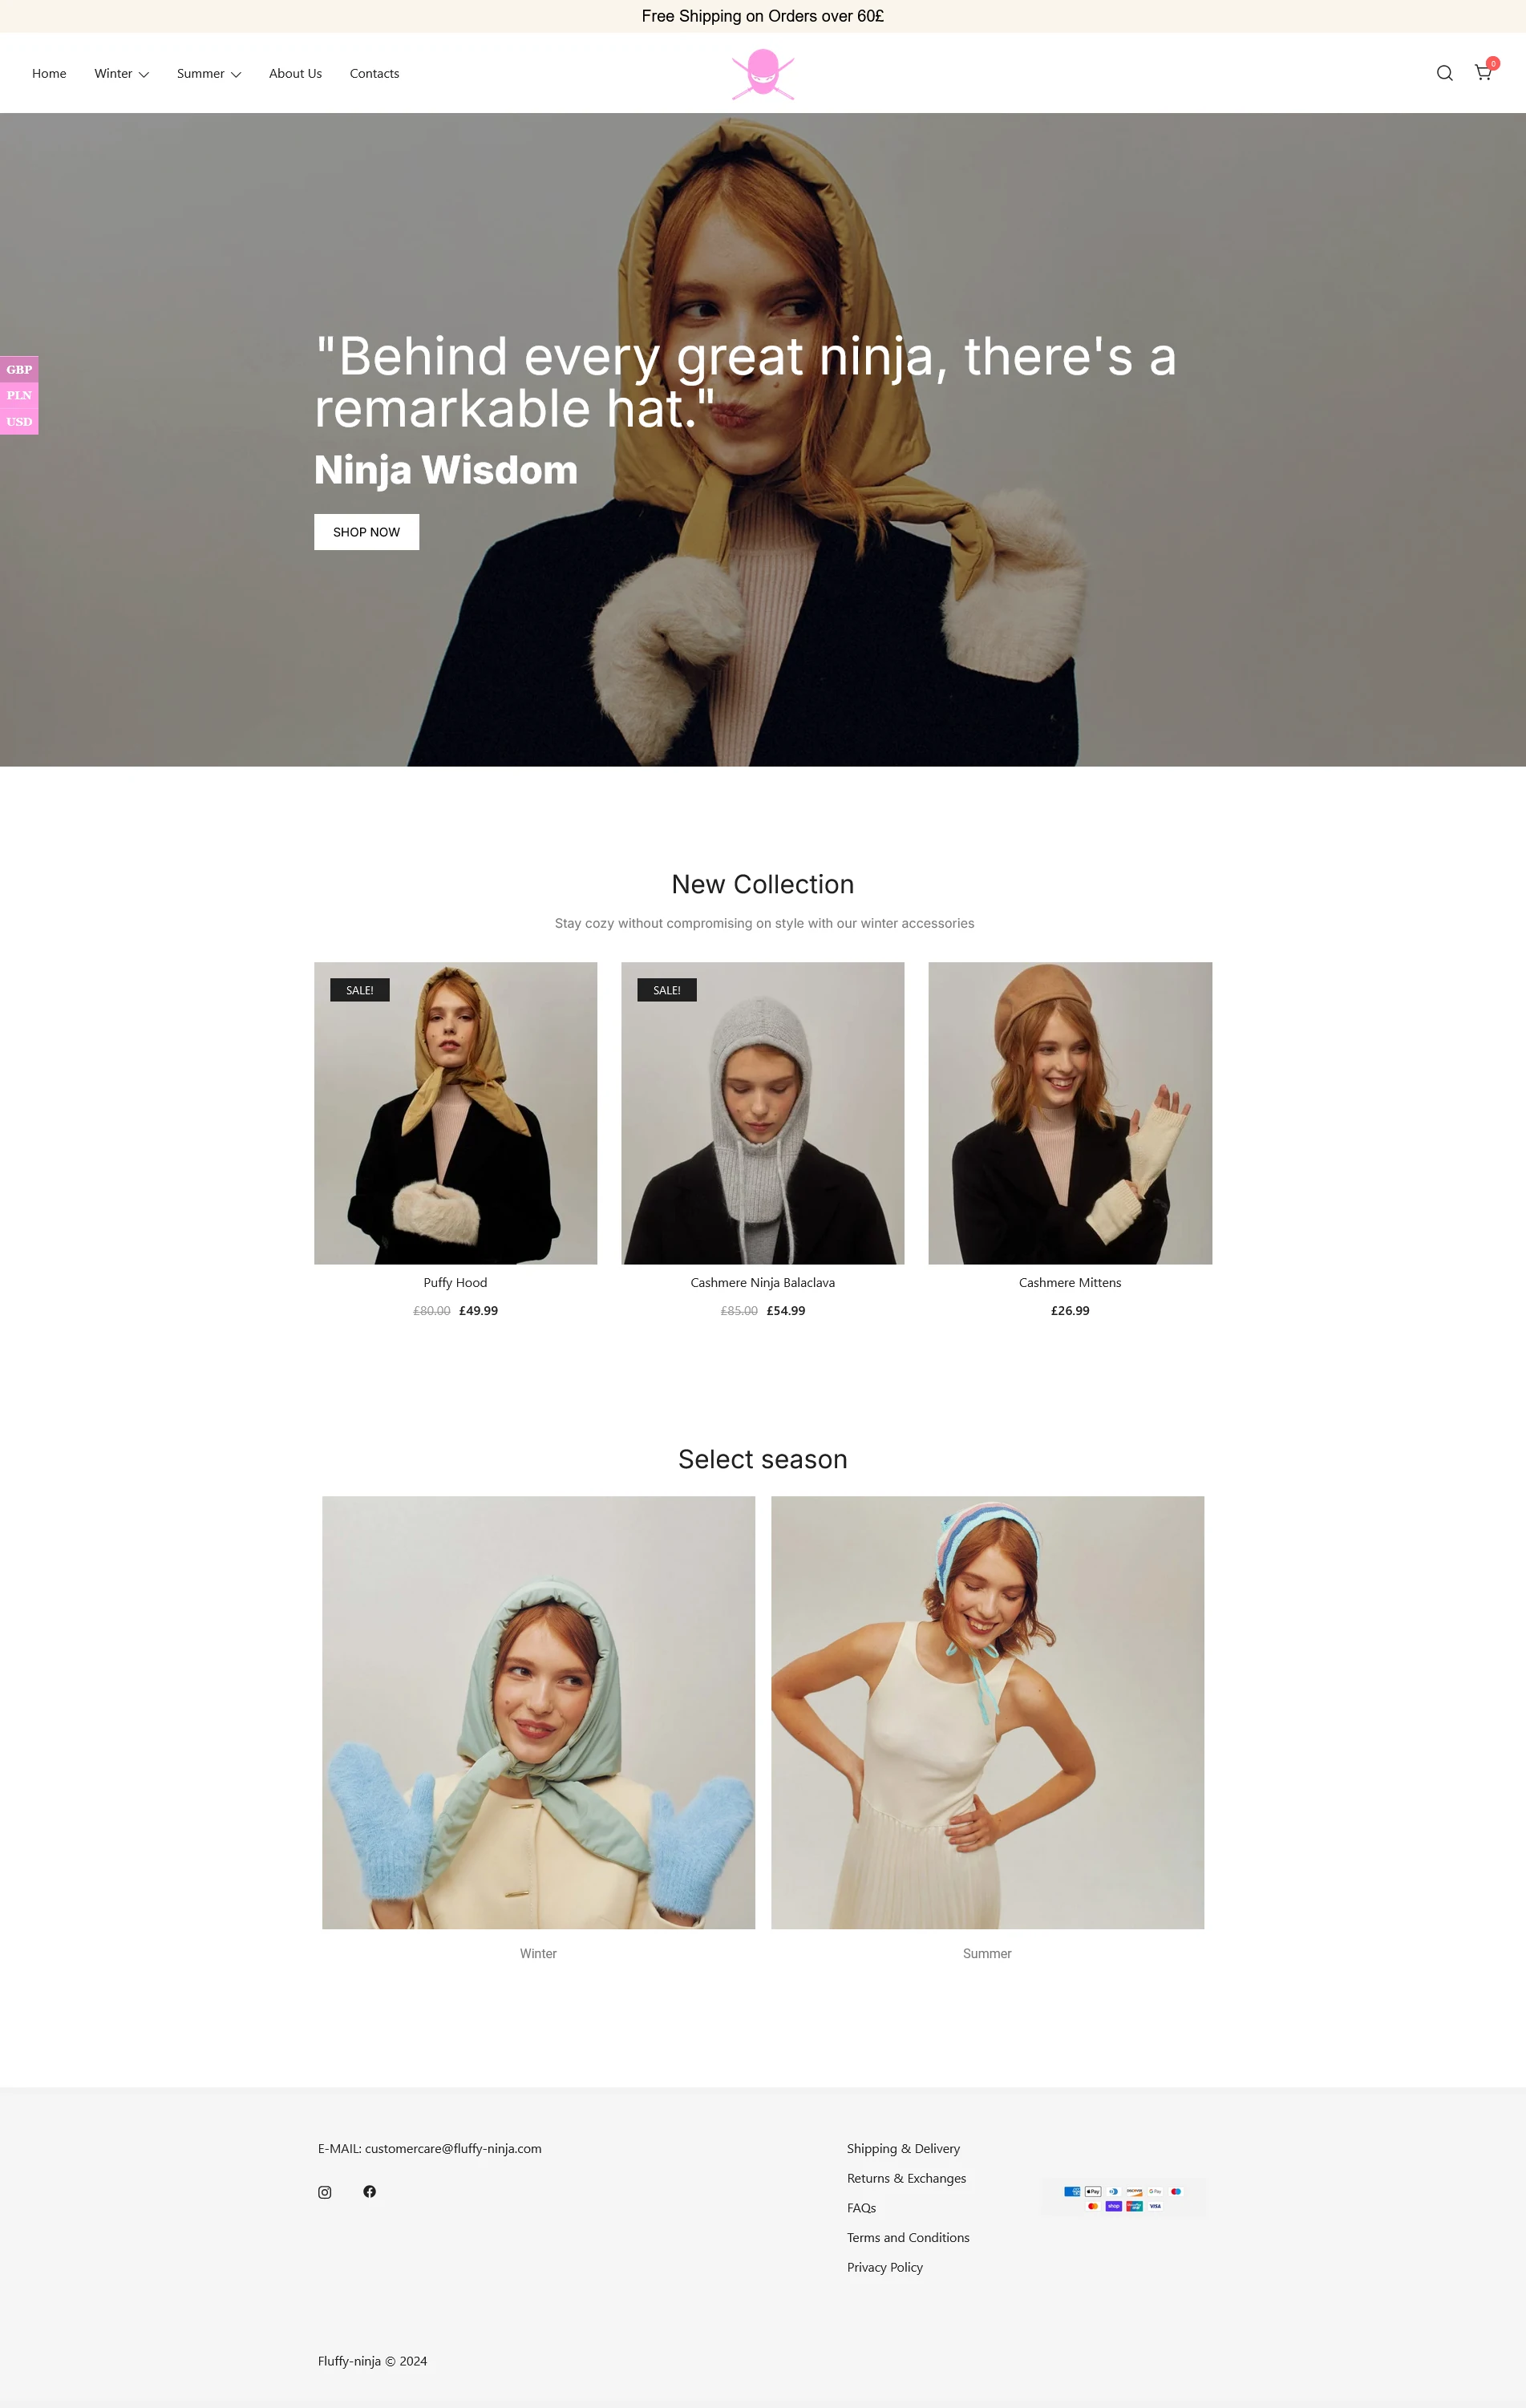 Free Shipping on Orders over 60£
Home Winter Summer About Us Contacts
0
GBP
PLN
USD
"Behind every great ninja, there's a
remarkable hat."
Ninja Wisdom
SHOP NOW
New Collection
Stay cozy without compromising on style with our winter accessories
SALE!
SALE!
Puffy Hood
£80.00 £49.99
Cashmere Ninja Balaclava
£85.00 £54.99
Cashmere Mittens
£26.99
Select season
Winter
Summer
E-MAIL: customercare@fluffy-ninja.com
Shipping & Delivery
Returns & Exchanges
FAQs
Terms and Conditions
Privacy Policy
Fluffy-ninja © 2024